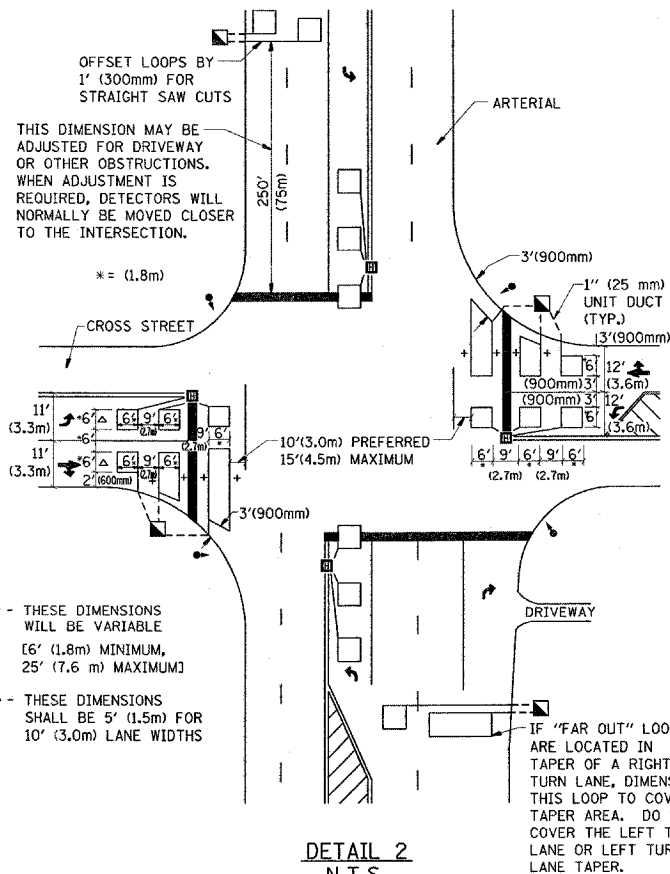 OFFSET LOOPS BY
1' (300mm) FOR
STRAIGHT SAW CUTS
ARTERIAL
THIS DIMENSION MAY BE
ADJUSTED FOR DRIVEWAY
OR OTHER OBSTRUCTIONS.
WHEN ADJUSTMENT IS
REQUIRED, DETECTORS WILL
NORMALLY BE MOVED CLOSER
TO THE INTERSECTION.
250'
(75m)
* = (1.8m)
3'(900mm)
1" (25 mm)
UNIT DUCT
(TYP.)
CROSS STREET
3'(900mm)
*6'
12'
(3.6m)
(900mm) 3'
(900mm) 3'
12'
*6'
(3.6m)
6' 9' 6' 9' 6'
* * *
(2.7m) (2.7m)
11'
(3.3m)
*6'
6' 9' 6'
(2.7m)
9' 6'
(2.7m) *
*6'
11'
(3.3m)
*6'
6' 9' 6'
(2.7m)
2' (600mm)
10'(3.0m) PREFERRED
15'(4.5m) MAXIMUM
3'(900mm)
- THESE DIMENSIONS
WILL BE VARIABLE
[6' (1.8m) MINIMUM,
25' (7.6 m) MAXIMUM]
- THESE DIMENSIONS
SHALL BE 5' (1.5m) FOR
10' (3.0m) LANE WIDTHS
DRIVEWAY
IF "FAR OUT" LOO
ARE LOCATED IN
TAPER OF A RIGHT
TURN LANE, DIMENS
THIS LOOP TO COV
TAPER AREA. DO
COVER THE LEFT T
LANE OR LEFT TUR
LANE TAPER.
DETAIL 2
N.T.S.